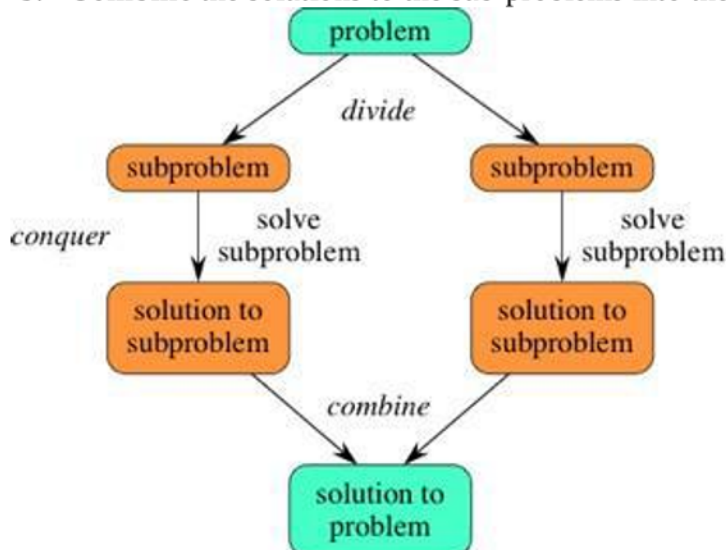 problem
divide
subproblem
subproblem
conquer
solve
subproblem
solve
subproblem
solution to
subproblem
solution to
subproblem
combine
solution to
problem